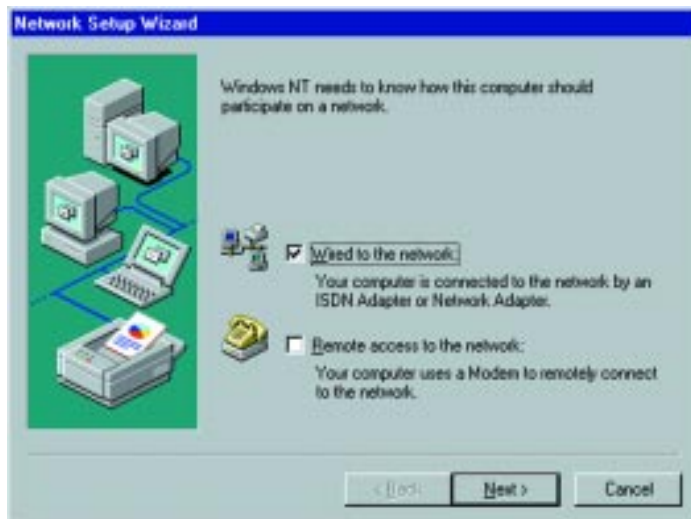 Network Setup Wizard
Windows NT needs to know how this computer should
participate on a network.
Wired to the network:
Your computer is connected to the network by an
ISDN Adapter or Network Adapter.
Remote access to the network:
Your computer uses a Modem to remotely connect
to the network.
< Back
Next >
Cancel